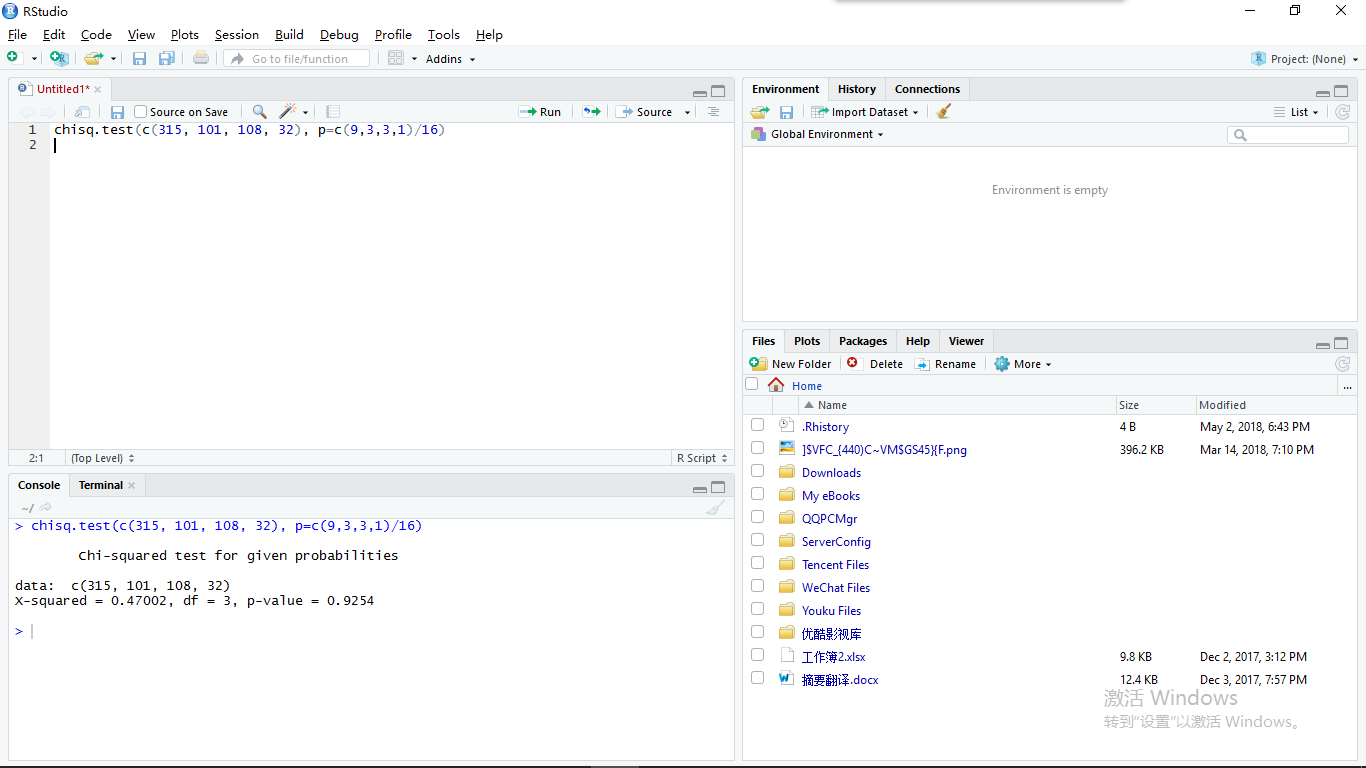 RStudio
File Edit Code View Plots Session Build Debug Profile Tools Help
Go to file/function Addins Project: (None)
Untitled1*
Source on Save Run Source
1 chisq.test(c(315, 101, 108, 32), p=c(9,3,3,1)/16)
2
2:1 (Top Level) R Script
Console Terminal
~/
> chisq.test(c(315, 101, 108, 32), p=c(9,3,3,1)/16)
Chi-squared test for given probabilities
data: c(315, 101, 108, 32)
X-squared = 0.47002, df = 3, p-value = 0.9254
>
Environment History Connections
Import Dataset List
Global Environment
Environment is empty
Files Plots Packages Help Viewer
New Folder Delete Rename More
Home ...
Name Size Modified
.Rhistory 4 B May 2, 2018, 6:43 PM
]$VFC_(440)C~VM$GS45}{F.png 396.2 KB Mar 14, 2018, 7:10 PM
Downloads
My eBooks
QQPCMgr
ServerConfig
Tencent Files
WeChat Files
Youku Files
优酷影视库
工作簿2.xlsx 9.8 KB Dec 2, 2017, 3:12 PM
摘要翻译.docx 12.4 KB Dec 3, 2017, 7:57 PM
激活 Windows
转到"设置"以激活 Windows。